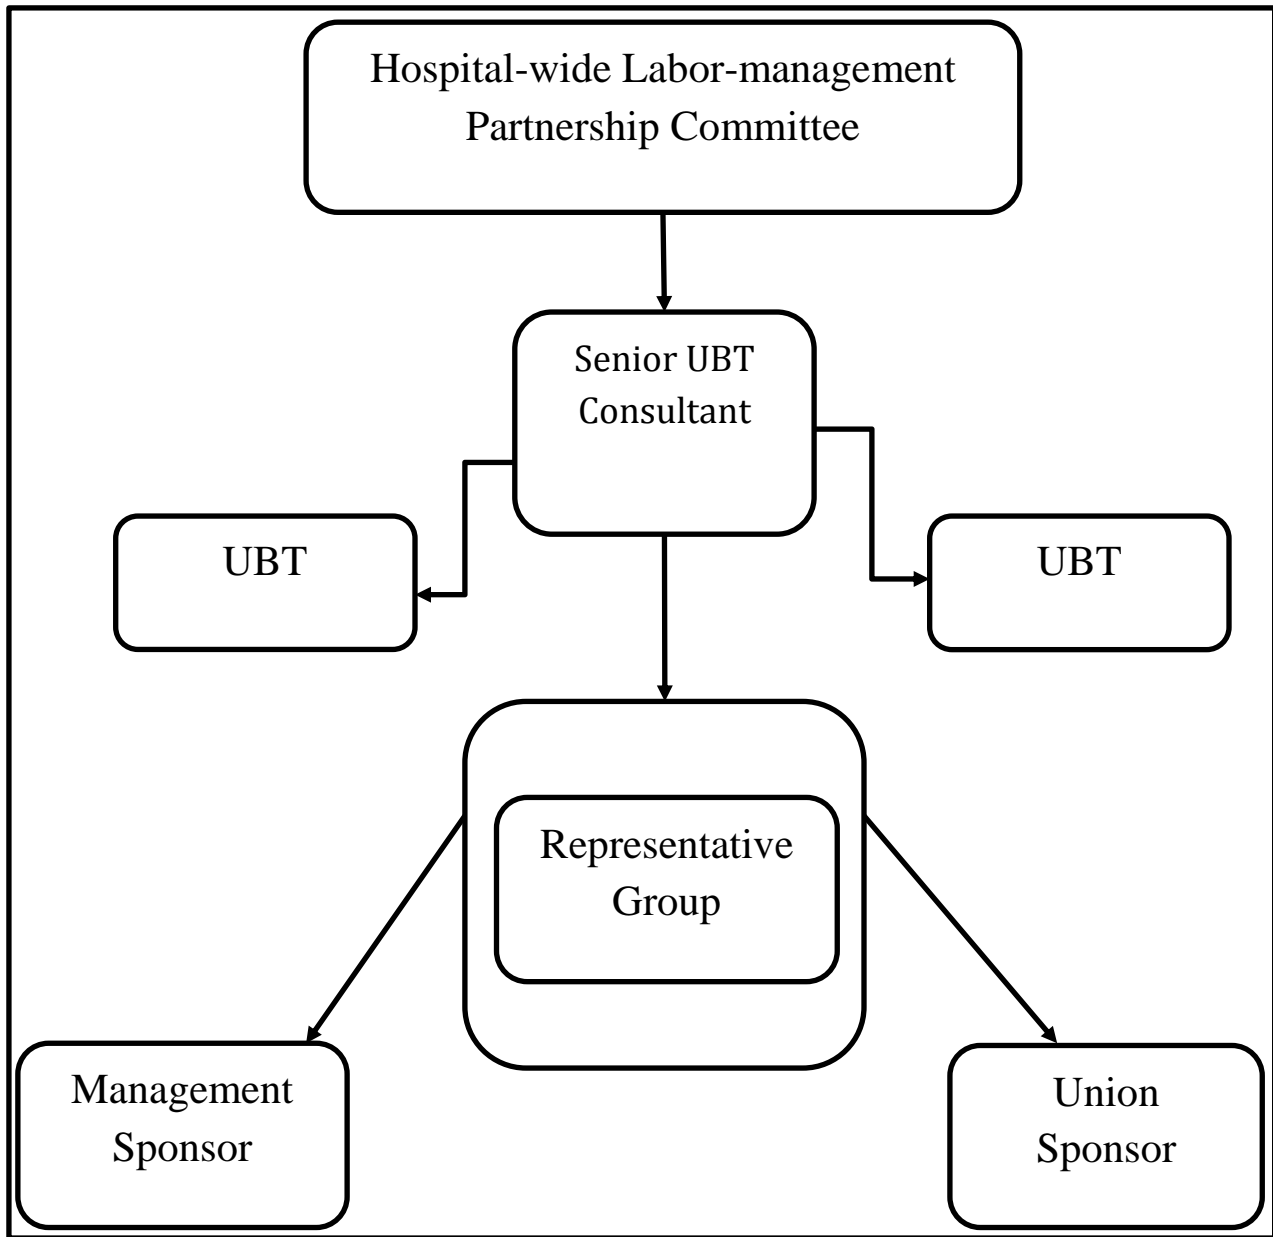 Hospital-wide Labor-management
Partnership Committee
Senior UBT
Consultant
UBT
UBT
Representative
Group
Management
Sponsor
Union
Sponsor